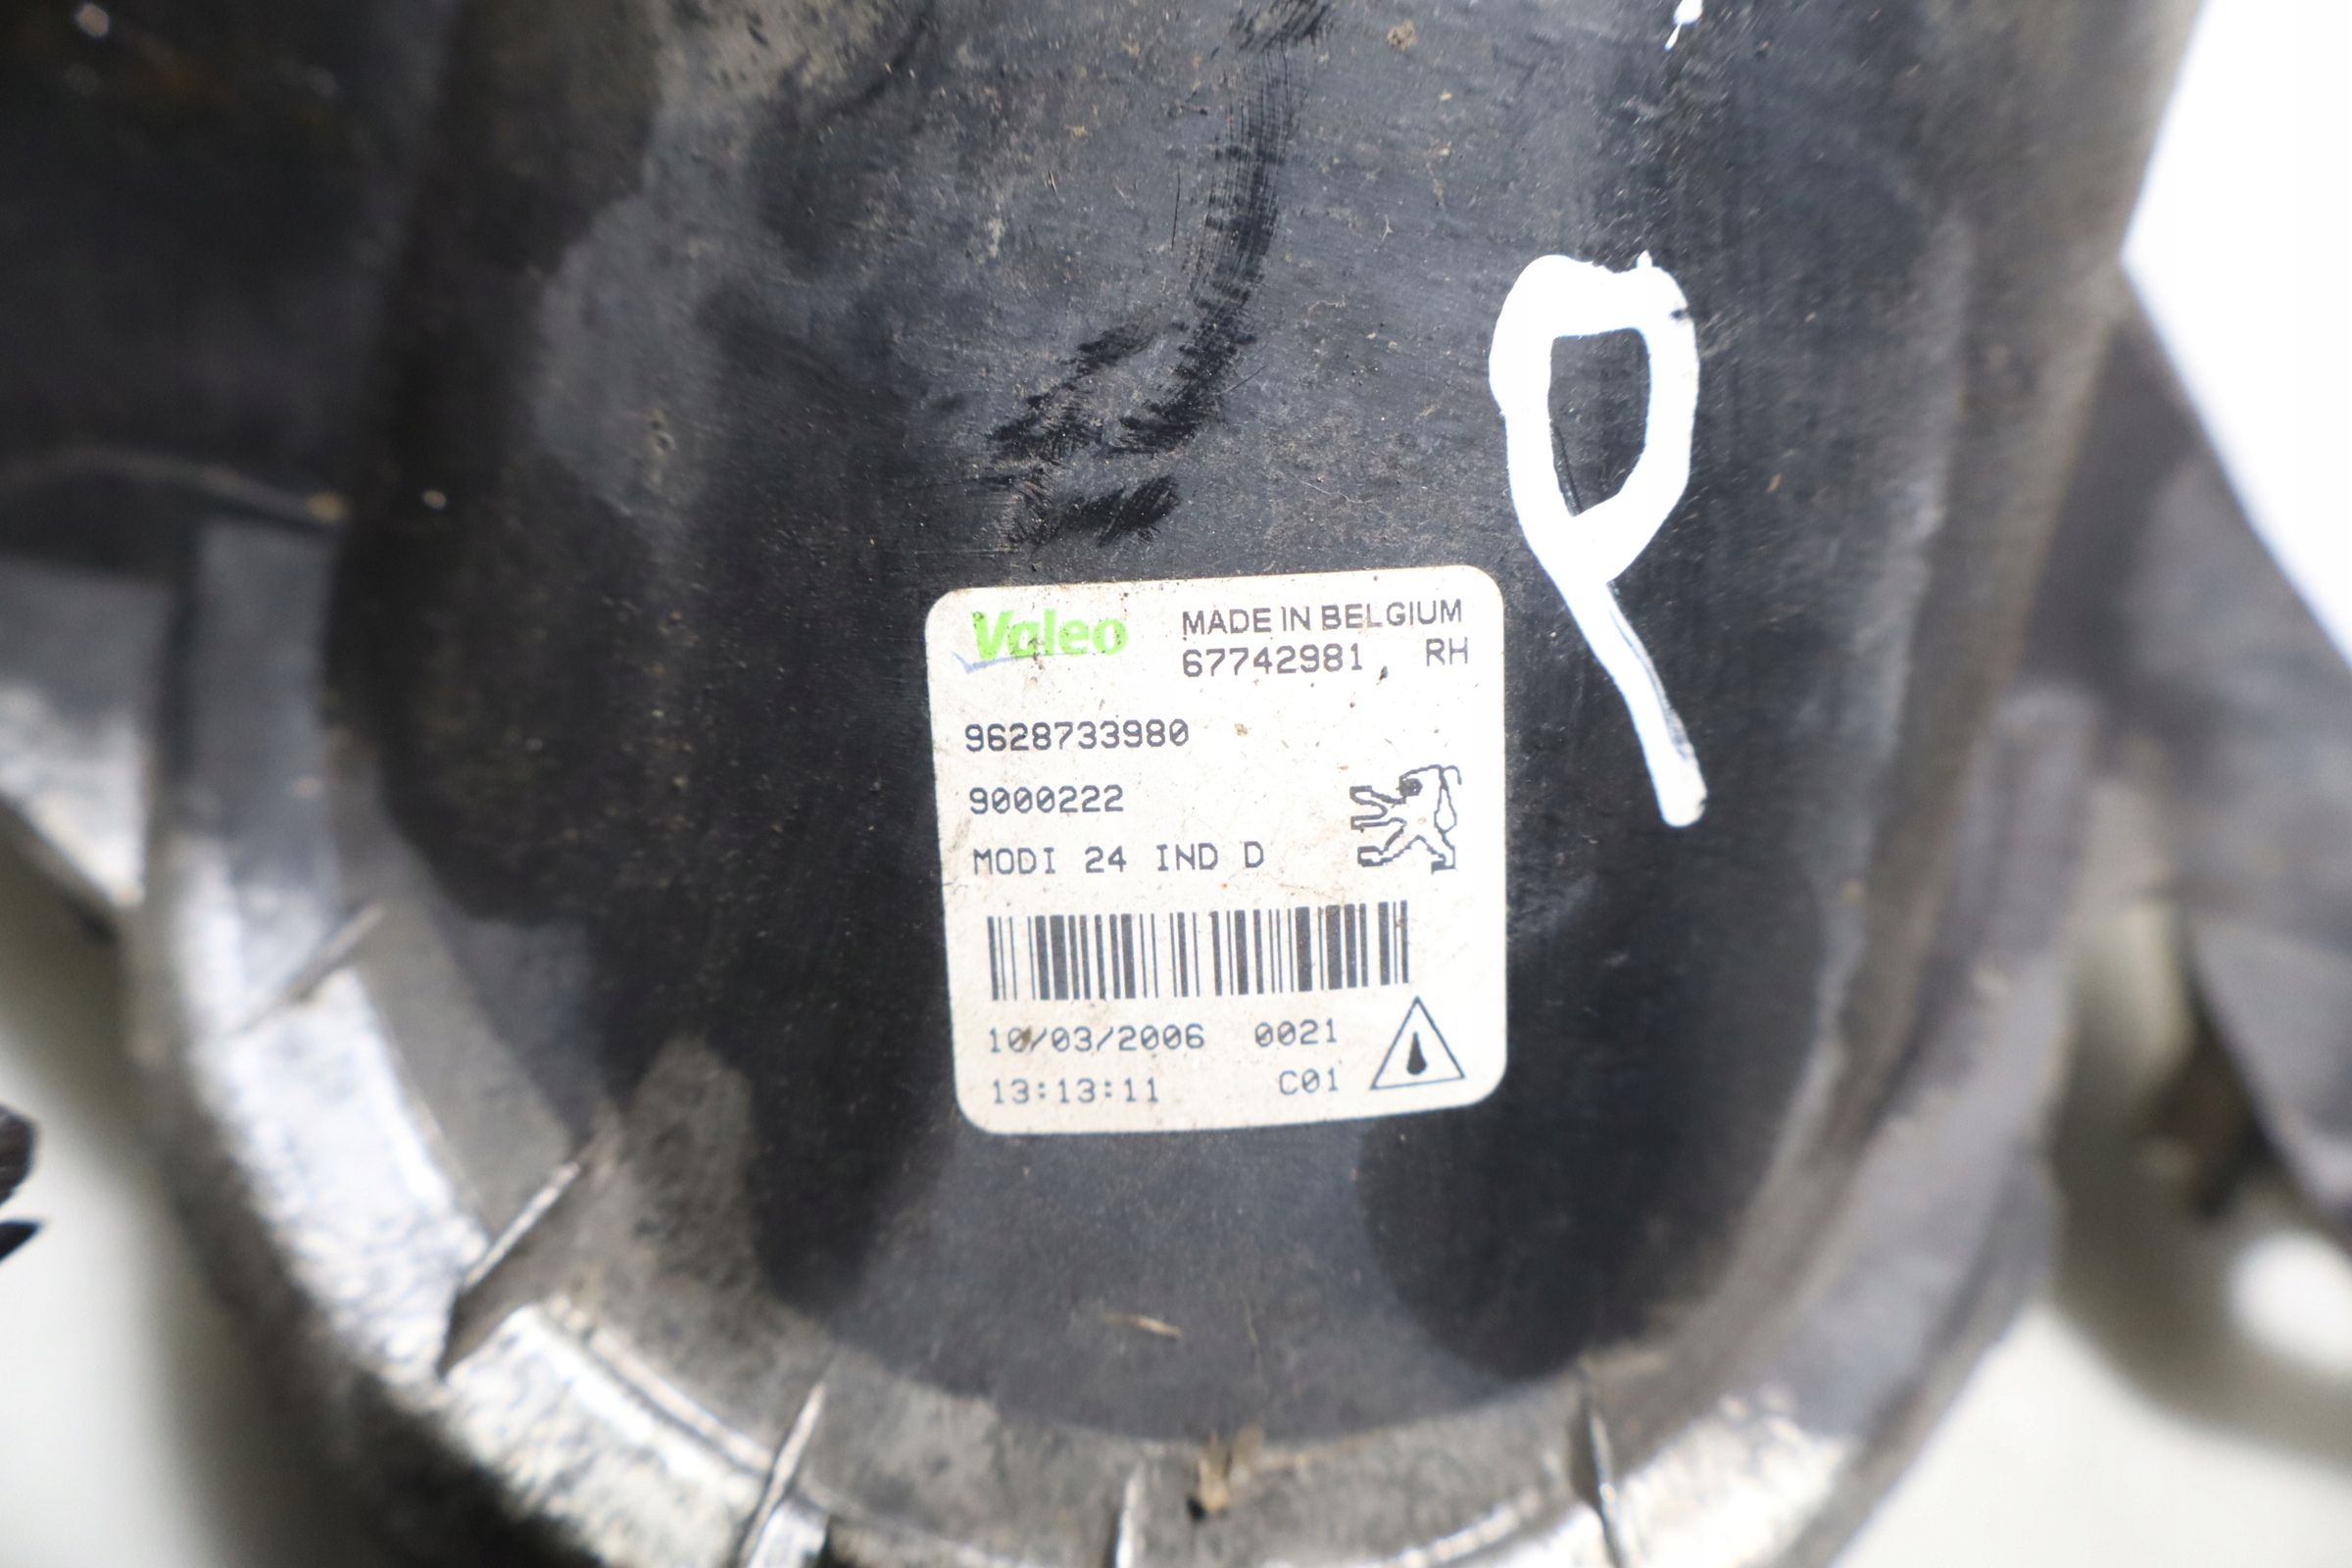 P
Valeo MADE IN BELGIUM
67742981 RH
9628733980
9000222
MODI 24 IND D
10/03/2006 0021
13:13:11 C01